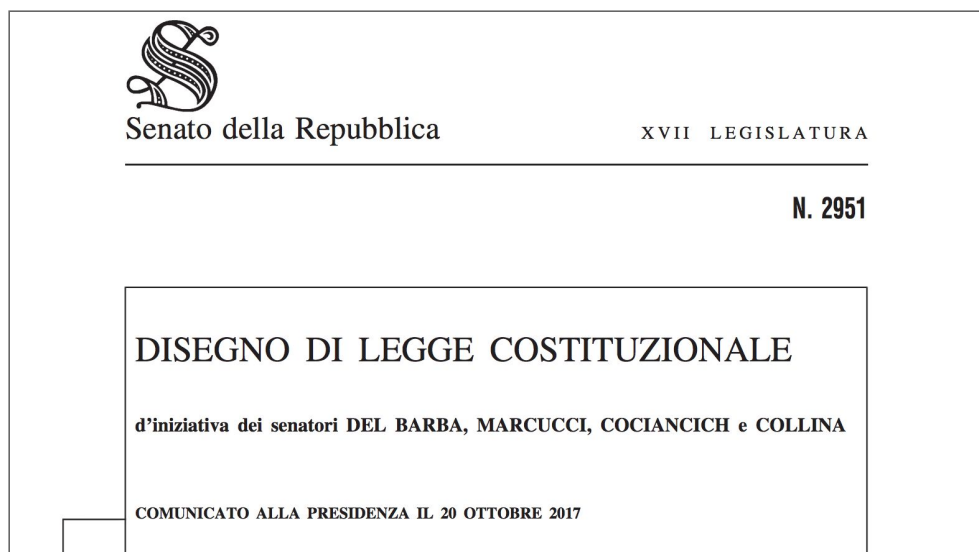 Senato della Repubblica
XVII LEGISLATURA
N. 2951
DISEGNO DI LEGGE COSTITUZIONALE
d'iniziativa dei senatori DEL BARBA, MARCUCCI, COCIANCICH e COLLINA
COMUNICATO ALLA PRESIDENZA IL 20 OTTOBRE 2017